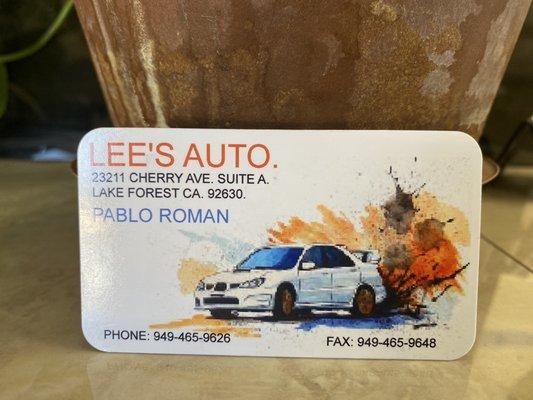 LEE'S AUTO.
23211 CHERRY AVE. SUITE A.
LAKE FOREST CA. 92630.
PABLO ROMAN
PHONE: 949-465-9626
FAX: 949-465-9648